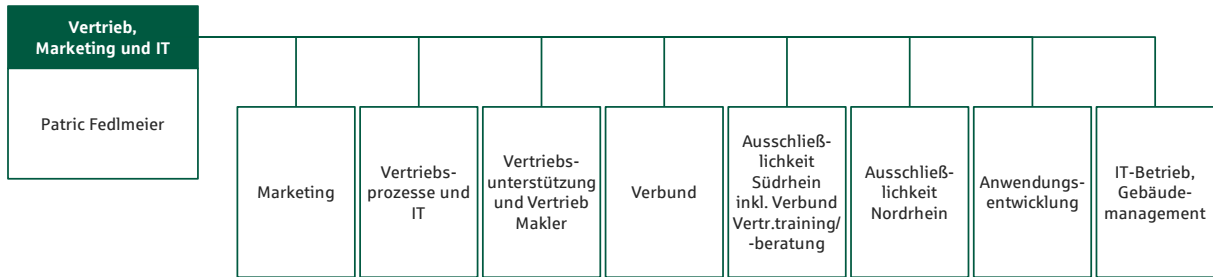 Vertrieb,
Marketing und IT
Patric Fedlmeier
Marketing
Vertriebs-
prozesse und
IT
Vertriebs-
unterstützung
und Vertrieb
Makler
Verbund
Ausschließ-
lichkeit
Südrhein
inkl. Verbund
Vertr.training/
-beratung
Ausschließ-
lichkeit
Nordrhein
Anwendungs-
entwicklung
IT-Betrieb,
Gebäude-
management